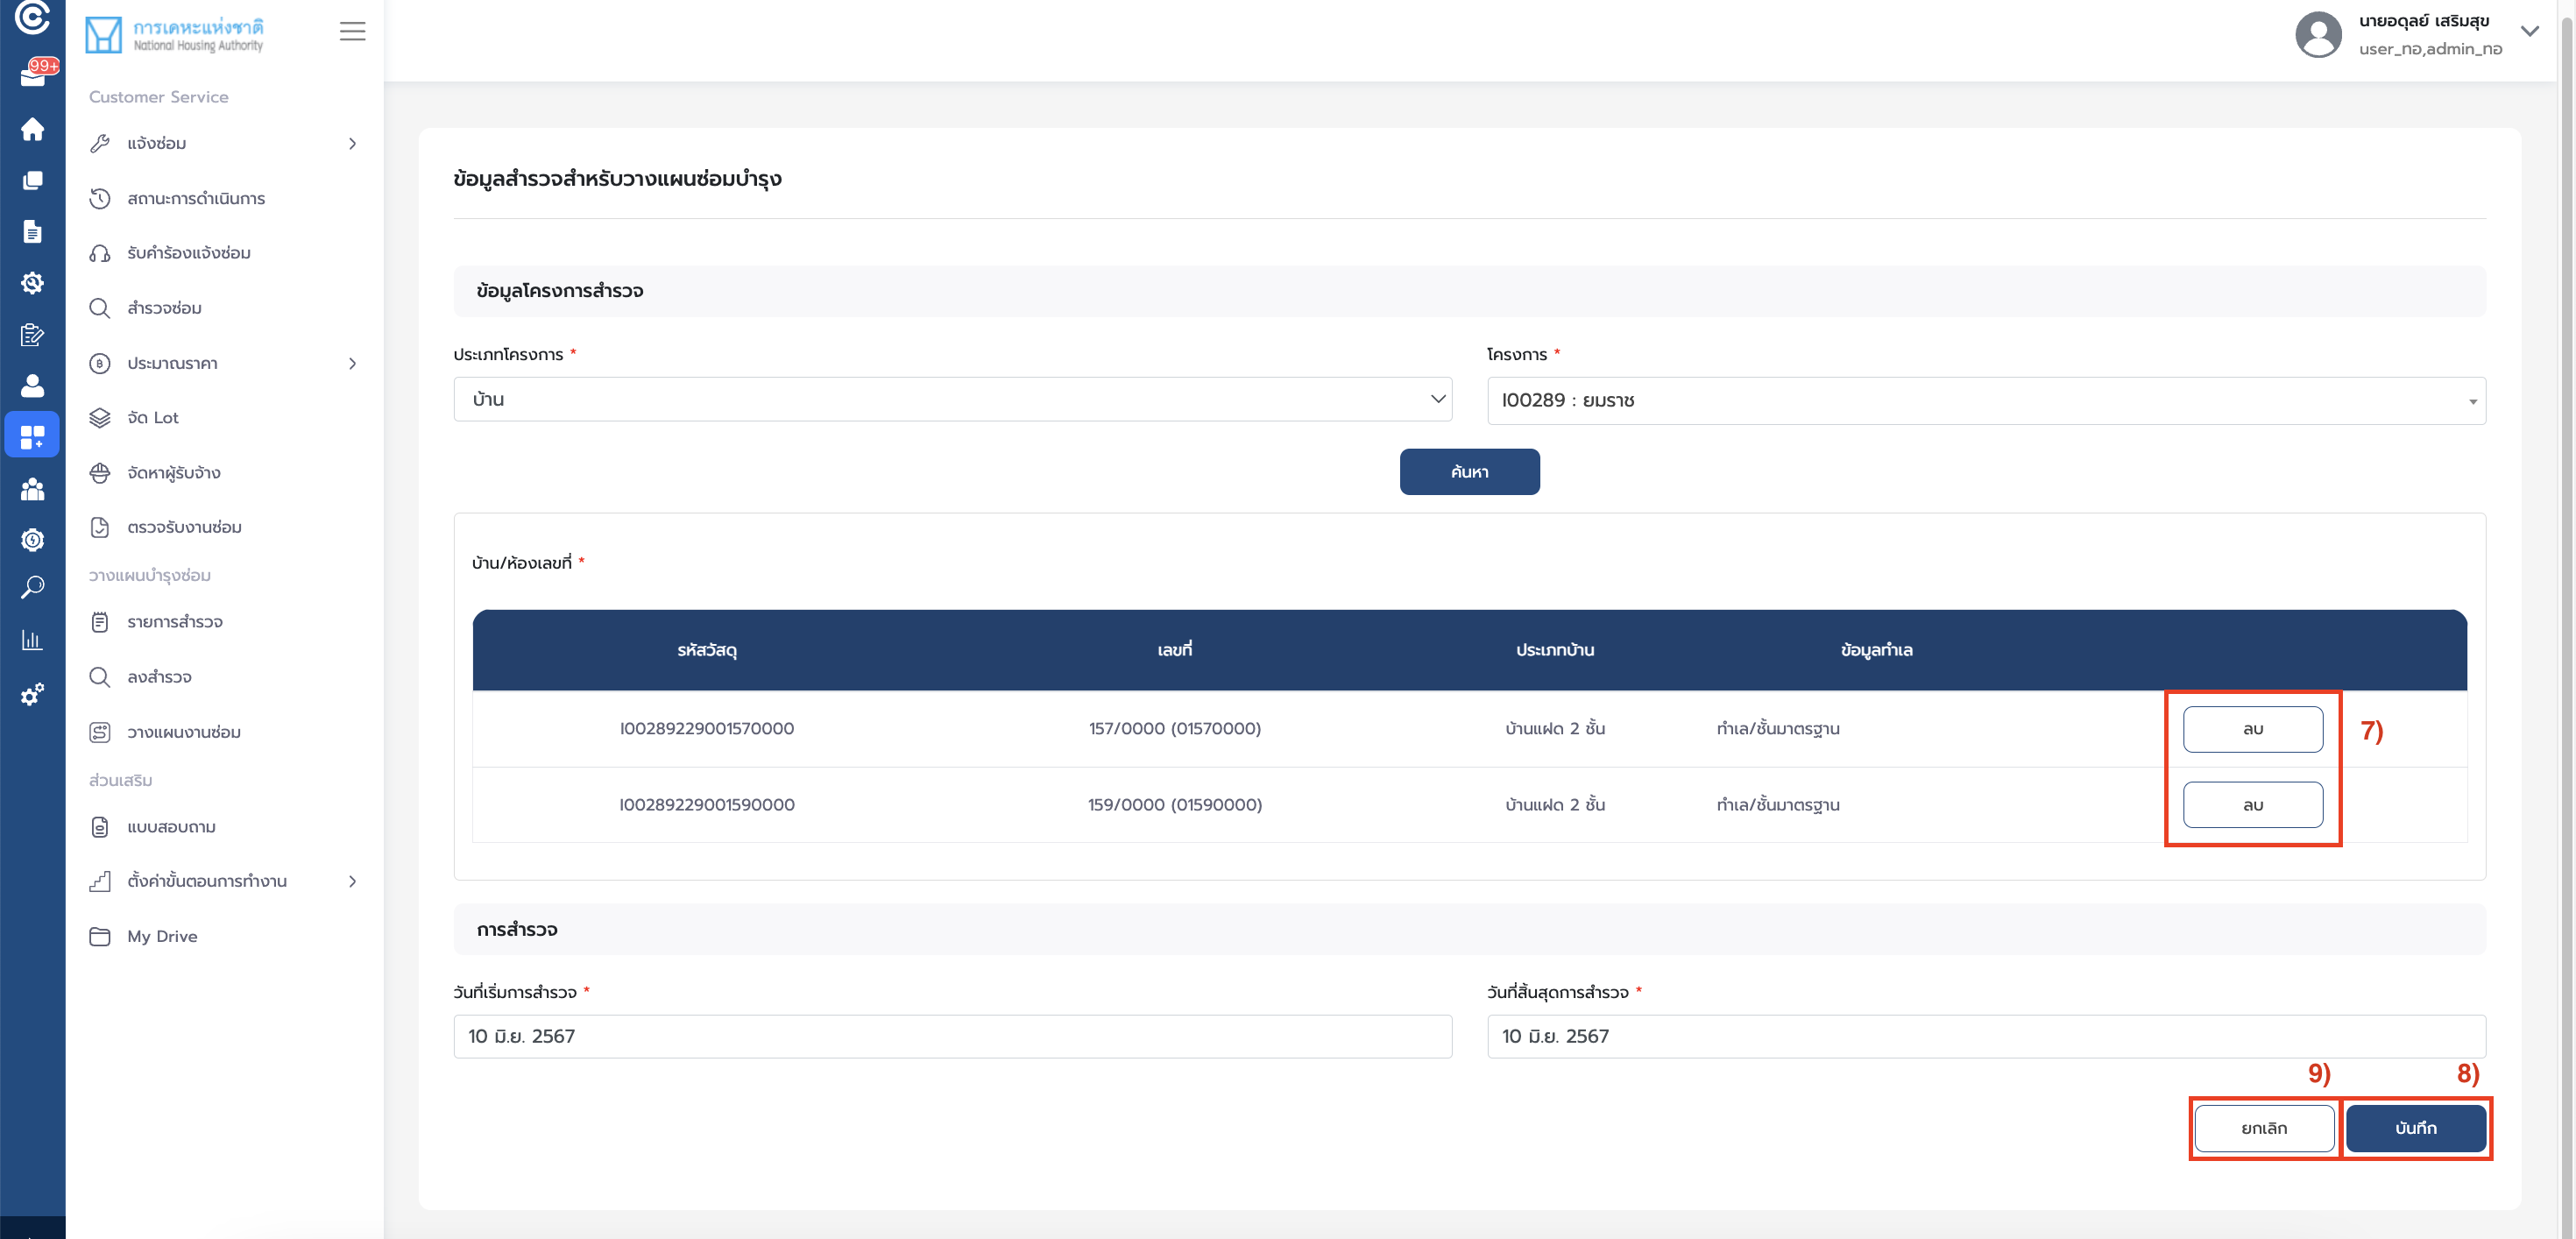 99+
การเคหะแห่งชาติ
National Housing Authority
นายอดุลย์ เสริมสุข
user_ทอ,admin_ทอ
Customer Service
แจ้งซ่อม
สถานะการดำเนินการ
รับคำร้องแจ้งซ่อม
สำรวจซ่อม
ประมาณราคา
จัด Lot
จัดหาผู้รับจ้าง
ตรวจรับงานซ่อม
วางแผนบำรุงซ่อม
รายการสำรวจ
ลงสำรวจ
วางแผนงานซ่อม
ส่วนเสริม
แบบสอบถาม
ตั้งค่าขั้นตอนการทำงาน
My Drive
ข้อมูลสำรวจสำหรับวางแผนซ่อมบำรุง
ข้อมูลโครงการสำรวจ
ประเภทโครงการ * โครงการ *
บ้าน I00289 : ยมราช
ค้นหา
บ้าน/ห้องเลขที่ *
รหัสวัสดุ เลขที่ ประเภทบ้าน ข้อมูลทำเล
I00289229001570000 157/0000 (01570000) บ้านแฝด 2 ชั้น ทำเล/ชั้นมาตรฐาน ลบ 7)
I00289229001590000 159/0000 (01590000) บ้านแฝด 2 ชั้น ทำเล/ชั้นมาตรฐาน ลบ
การสำรวจ
วันที่เริ่มการสำรวจ * วันที่สิ้นสุดการสำรวจ *
10 มิ.ย. 2567 10 มิ.ย. 2567
9) 8)
ยกเลิก บันทึก